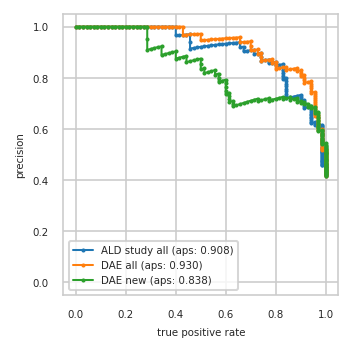 1.0
0.8
0.6
0.4
0.2
0.0
precision
ALD study all (aps: 0.908)
DAE all (aps: 0.930)
DAE new (aps: 0.838)
0.0 0.2 0.4 0.6 0.8 1.0
true positive rate